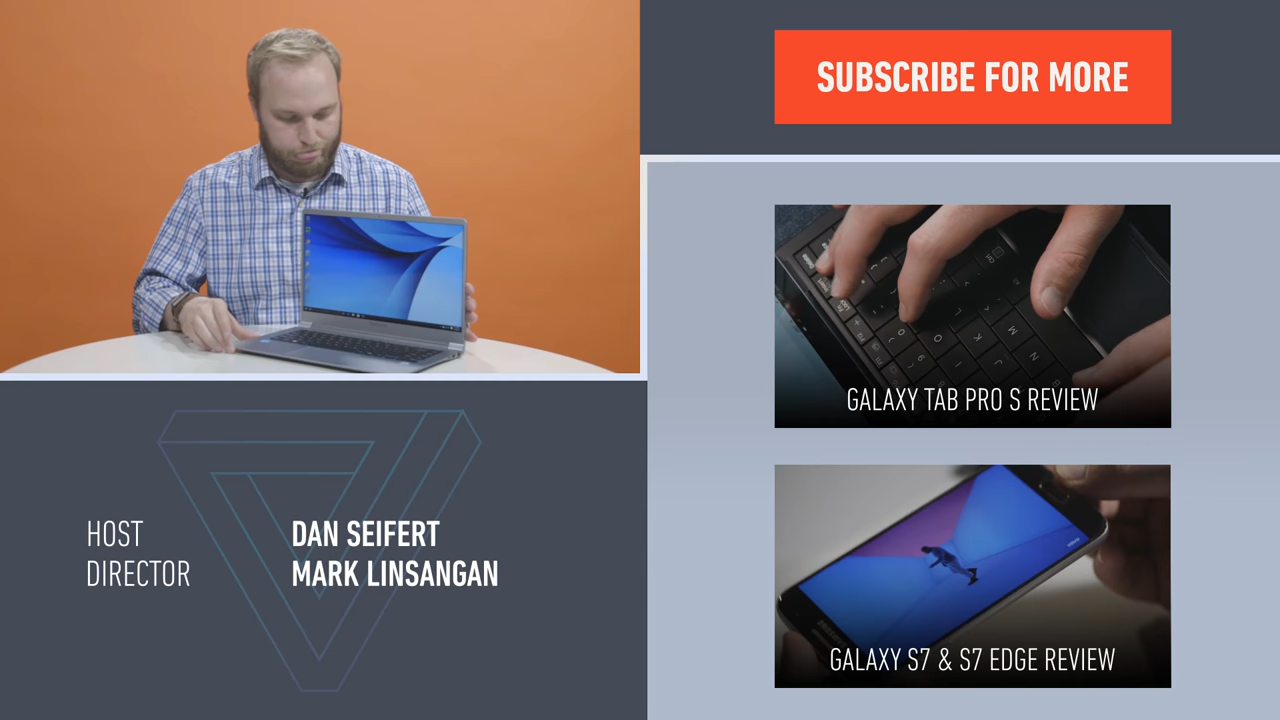 SUBSCRIBE FOR MORE
GALAXY TAB PRO S REVIEW
HOST DAN SEIFERT
DIRECTOR MARK LINSANGAN
GALAXY S7 & S7 EDGE REVIEW